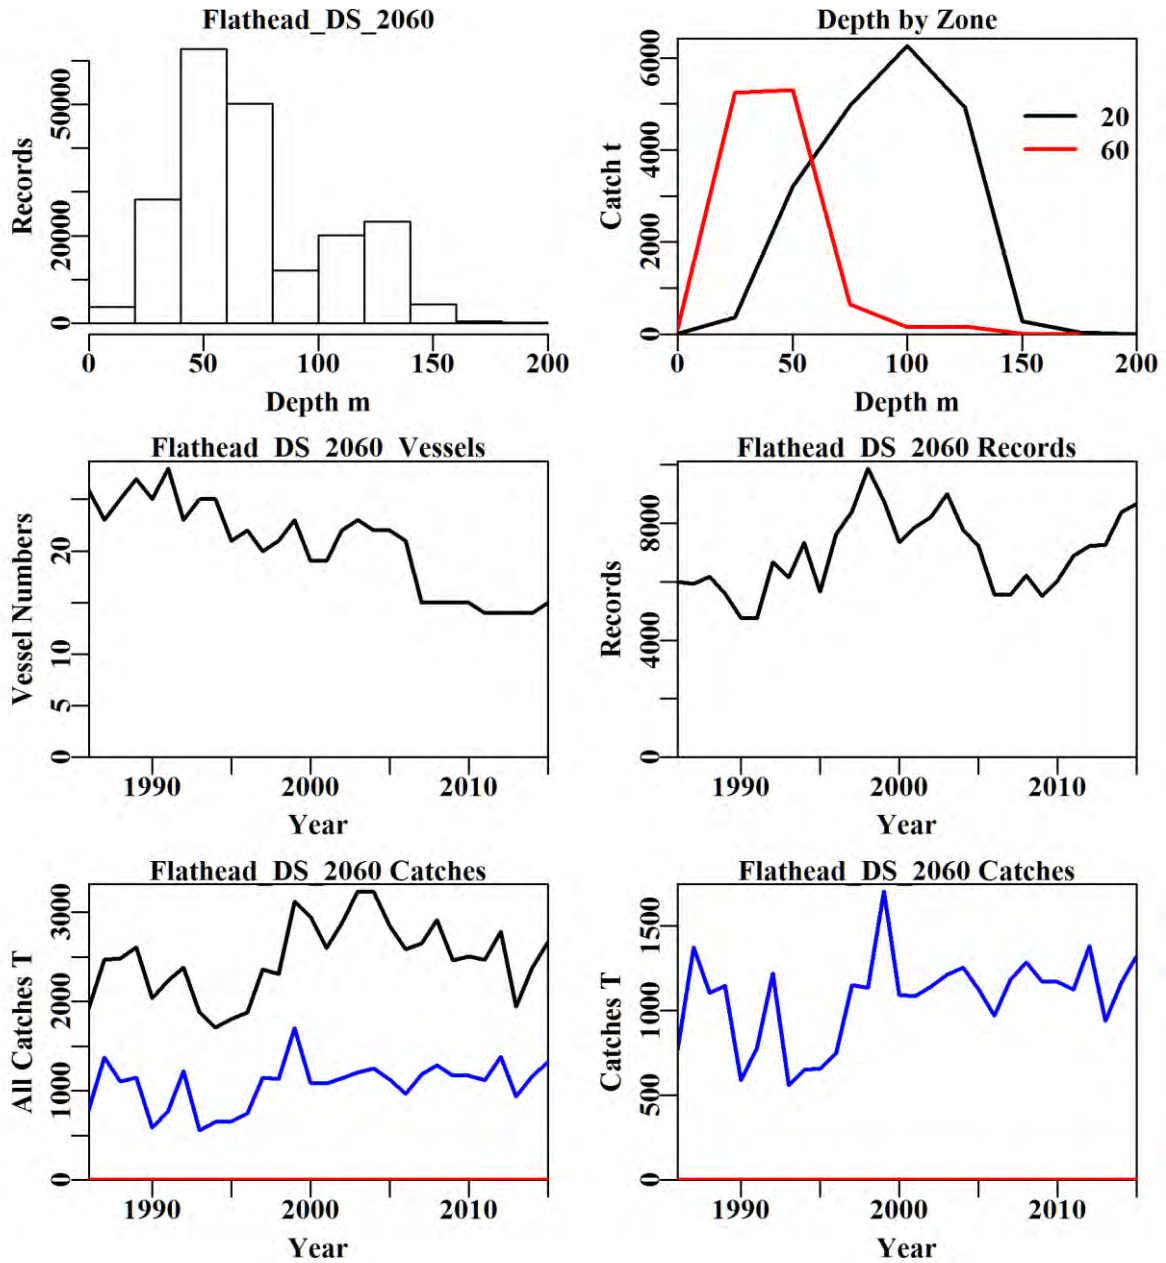 Flathead_DS_2060
Records
0 20000 50000
0 50 100 150 200
Depth m
Depth by Zone
Catch t
0 2000 4000 6000
20
60
0 50 100 150 200
Depth m
Flathead_DS_2060 Vessels
Vessel Numbers
0 5 10 20
1990 2000 2010
Year
Flathead_DS_2060 Records
Records
0 4000 8000
1990 2000 2010
Year
Flathead_DS_2060 Catches
All Catches T
0 1000 2000 3000
1990 2000 2010
Year
Flathead_DS_2060 Catches
Catches T
0 500 1000 1500
1990 2000 2010
Year